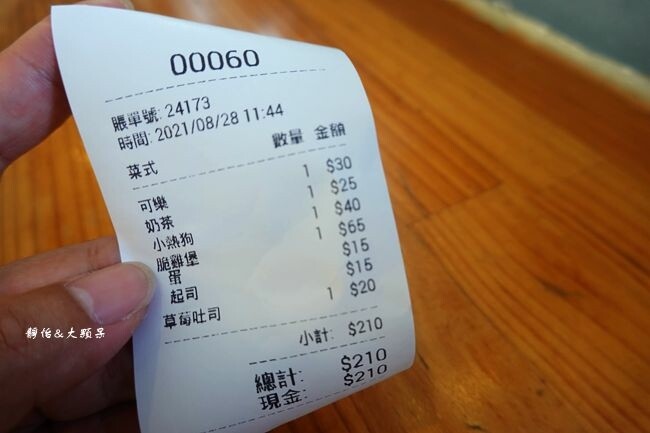 00060
賬單號: 24173
時間: 2021/08/28 11:44
菜式 數量 金額
可樂 1 $30
奶茶 1 $25
小熱狗 1 $40
脆雞堡 1 $65
蛋 $15
起司 $15
草莓吐司 1 $20
小計: $210
總計: $210
現金: $210
靜怡&大顆呆